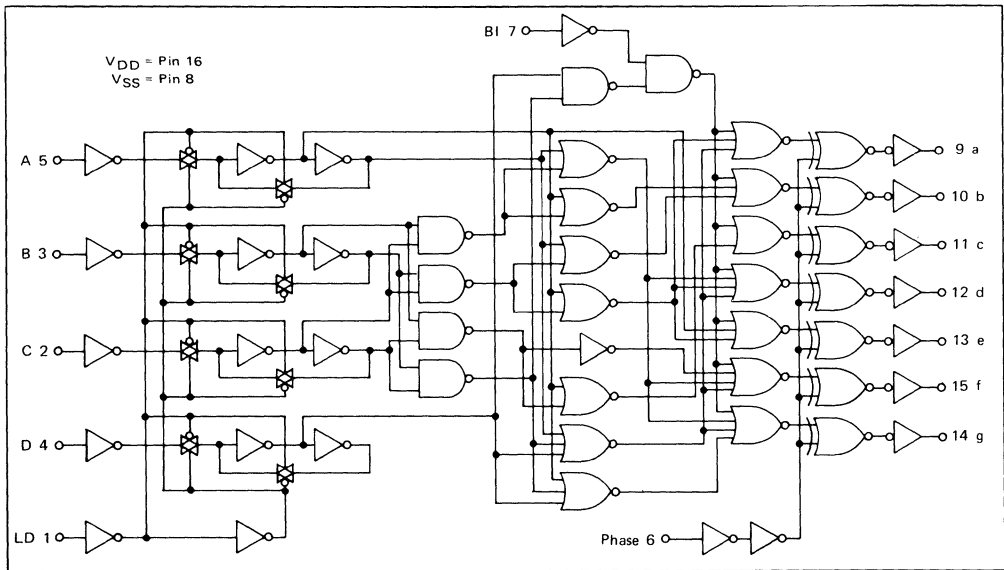 BI 7
VDD = Pin 16
VSS = Pin 8
A 5
9 a
10 b
B 3
11 c
12 d
C 2
13 e
15 f
D 4
14 g
LD 1
Phase 6